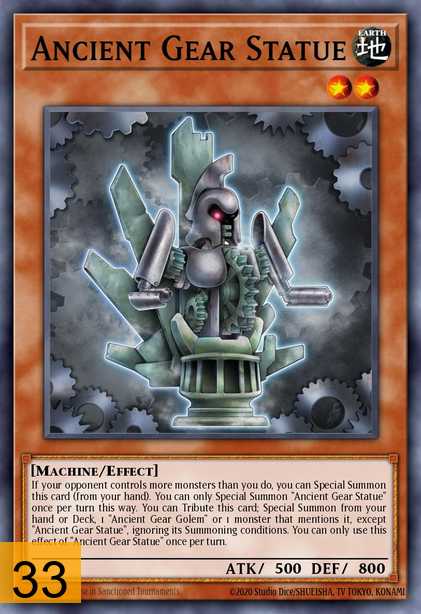 Ancient Gear Statue
EARTH
地
[Machine/Effect]
If your opponent controls more monsters than you do, you can Special Summon
this card (from your hand). You can only Special Summon "Ancient Gear Statue"
once per turn this way. You can Tribute this card; Special Summon from your
hand or Deck, 1 "Ancient Gear Golem" or 1 monster that mentions it, except
"Ancient Gear Statue", ignoring its Summoning conditions. You can only use this
effect of "Ancient Gear Statue" once per turn.
ATK/ 500 DEF/ 800
33
use in Sanctioned Tournaments
©2020 Studio Dice/SHUEISHA, TV TOKYO, KONAMI